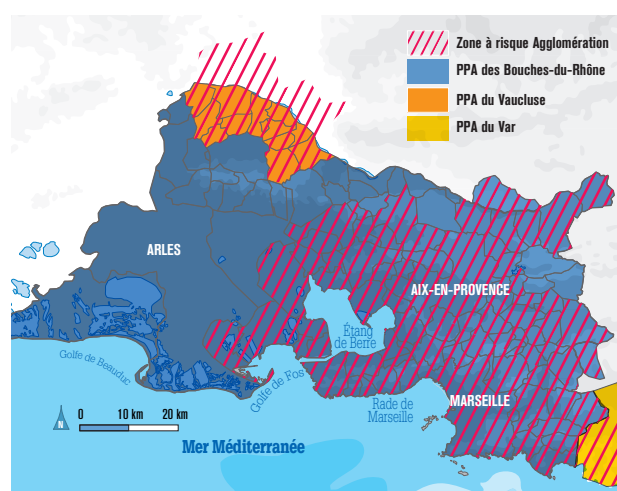 Zone à risque Agglomération
PPA des Bouches-du-Rhône
PPA du Vaucluse
PPA du Var
ARLES
AIX-EN-PROVENCE
Étang
de Berre
Golfe de Beauduc
Golfe de Fos
MARSEILLE
Rade de
Marseille
0 10 km 20 km
N
Mer Méditerranée